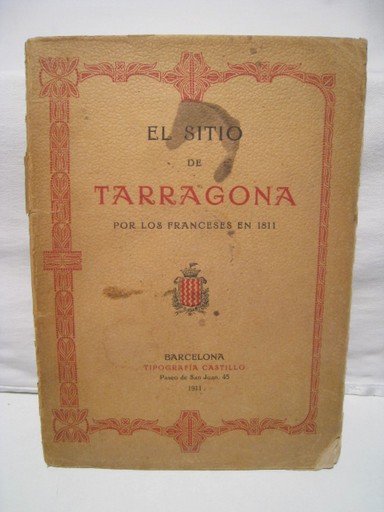 EL SITIO
DE
TARRAGONA
POR LOS FRANCESES EN 1811
BARCELONA
TIPOGRAFÍA CASTILLO
Paseo de San Juan, 45
1911